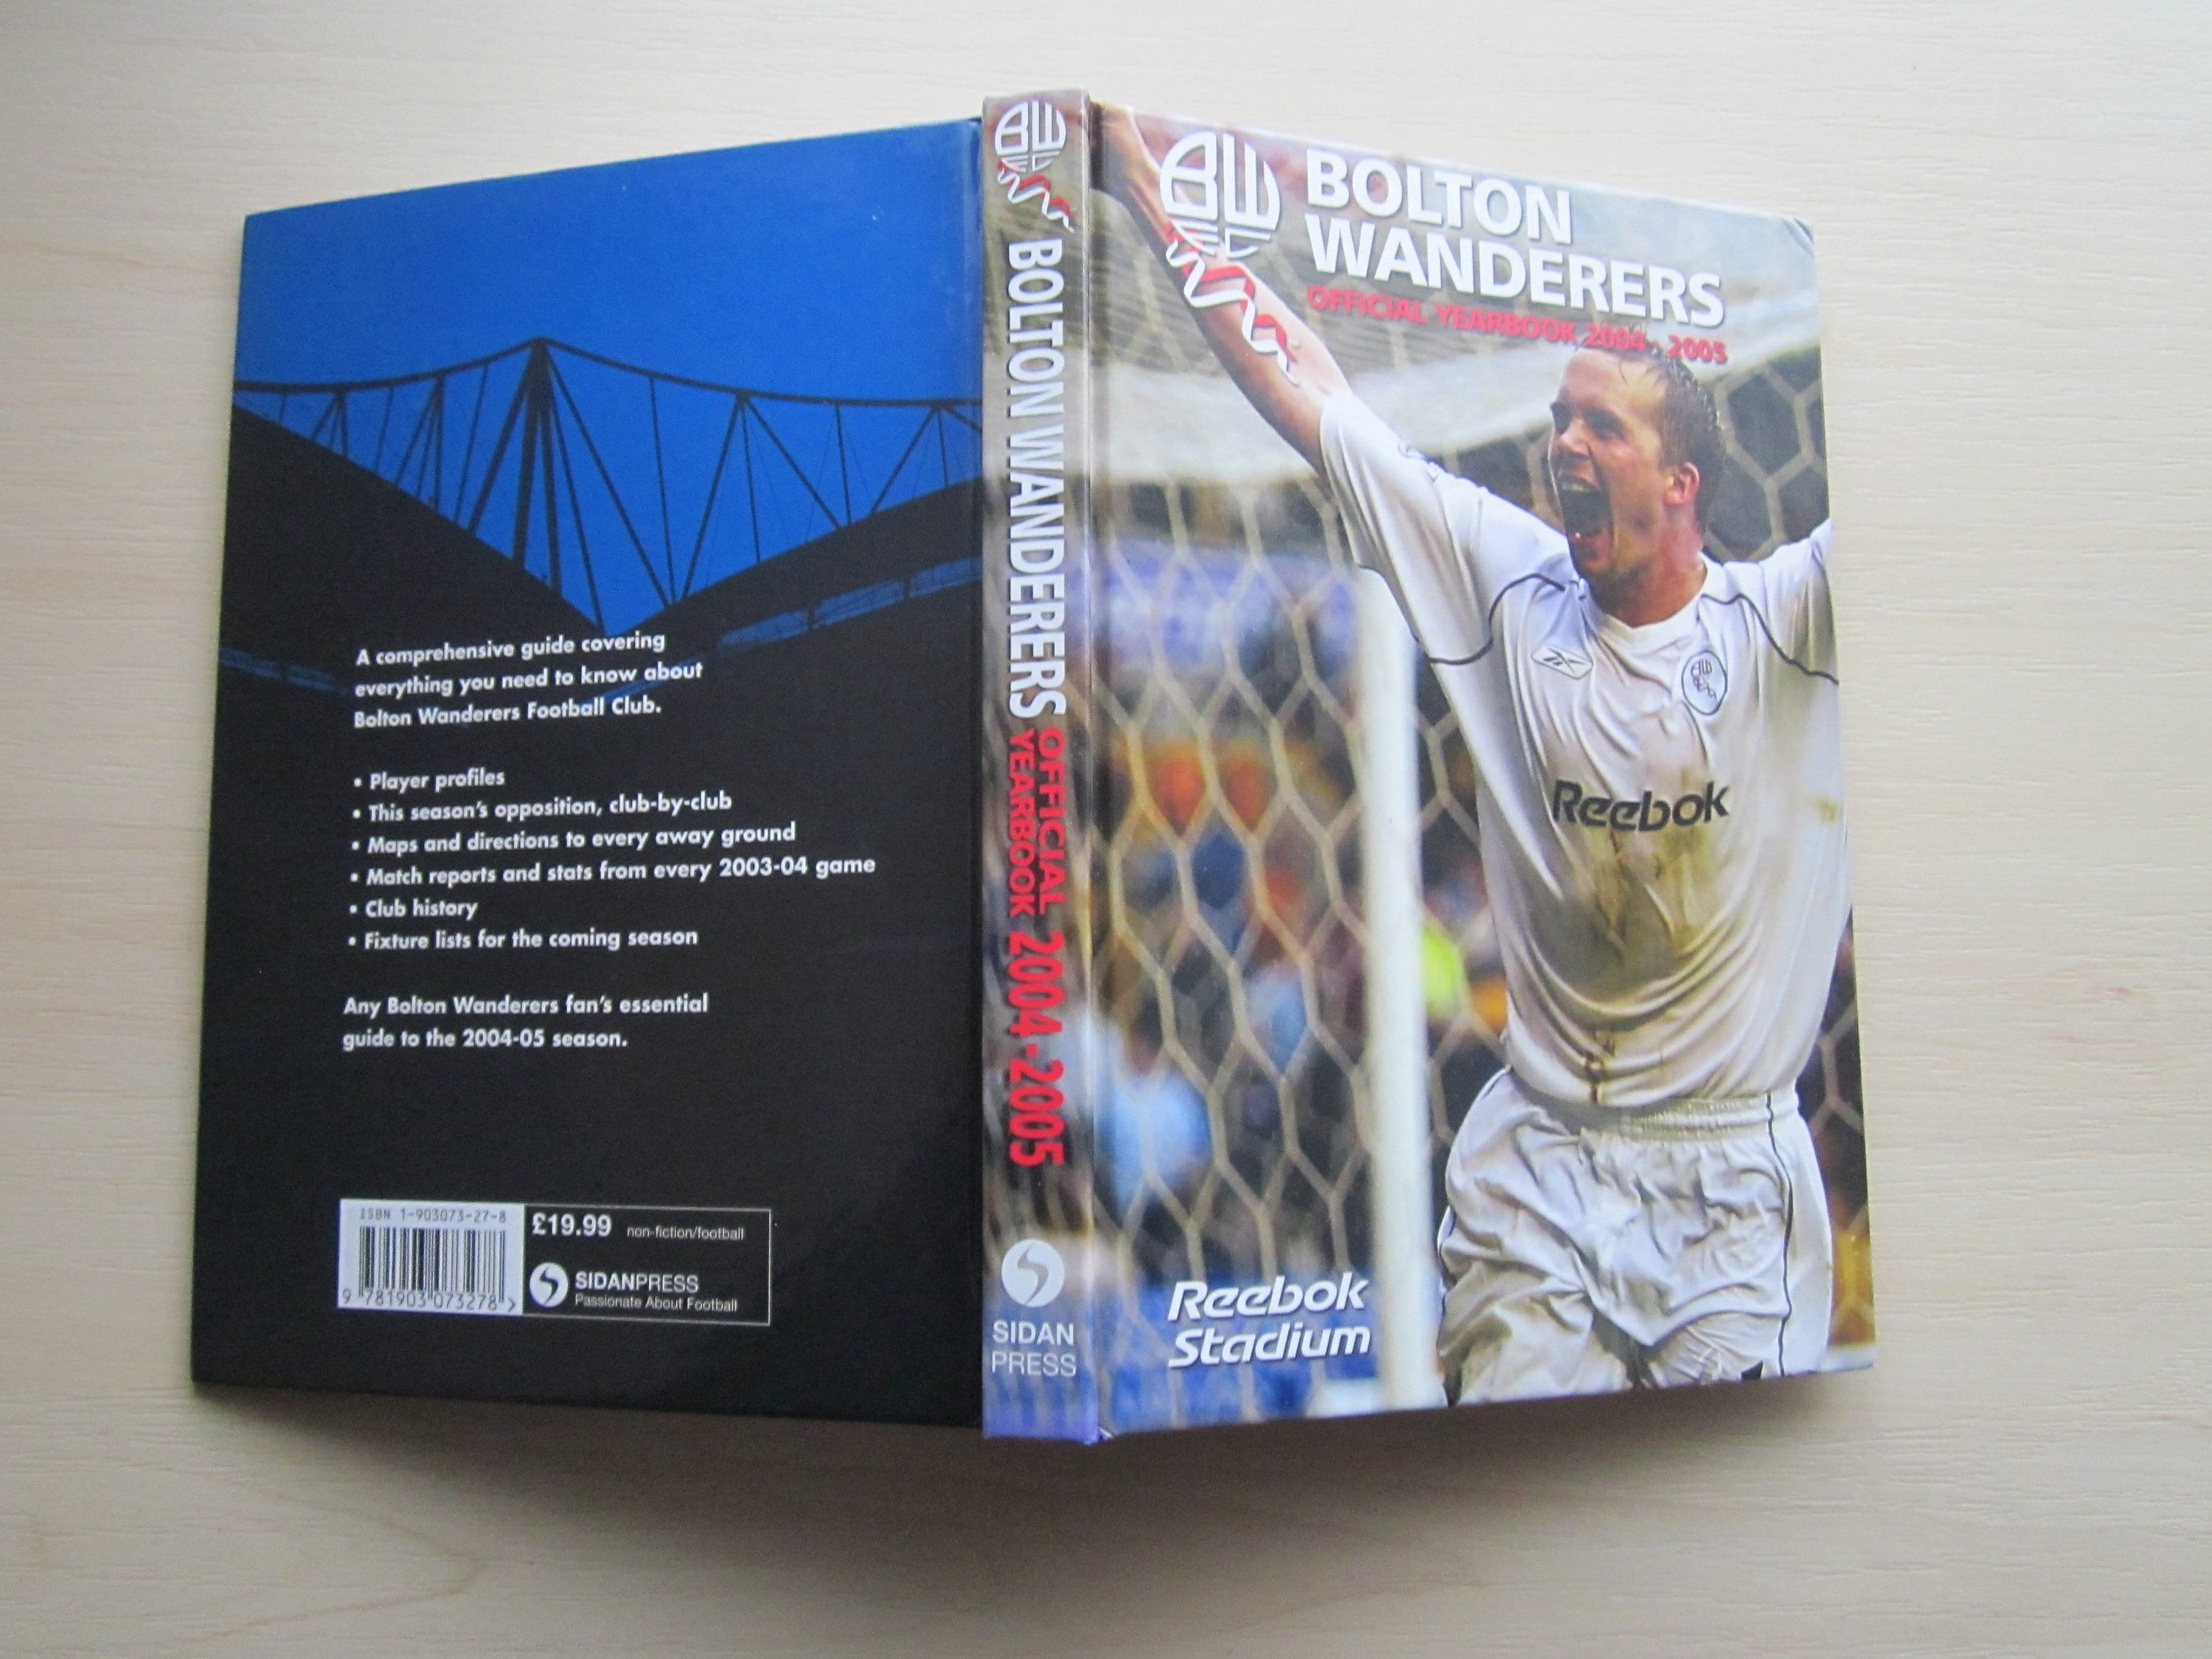 A comprehensive guide covering
everything you need to know about
Bolton Wanderers Football Club.
• Player profiles
• This season's opposition, club-by-club
• Maps and directions to every away ground
• Match reports and stats from every 2003-04 game
• Club history
• Fixture lists for the coming season
Any Bolton Wanderers fan's essential
guide to the 2004-05 season.
ISBN 1-903073-27-8
9 781903 073278 >
£19.99 non-fiction/football
SIDANPRESS
Passionate About Football
BW
FC
BOLTON WANDERERS OFFICIAL
YEARBOOK 2004-2005
SIDAN
PRESS
BW
FC
BOLTON
WANDERERS
OFFICIAL YEARBOOK 2004 - 2005
Reebok
Reebok
Stadium